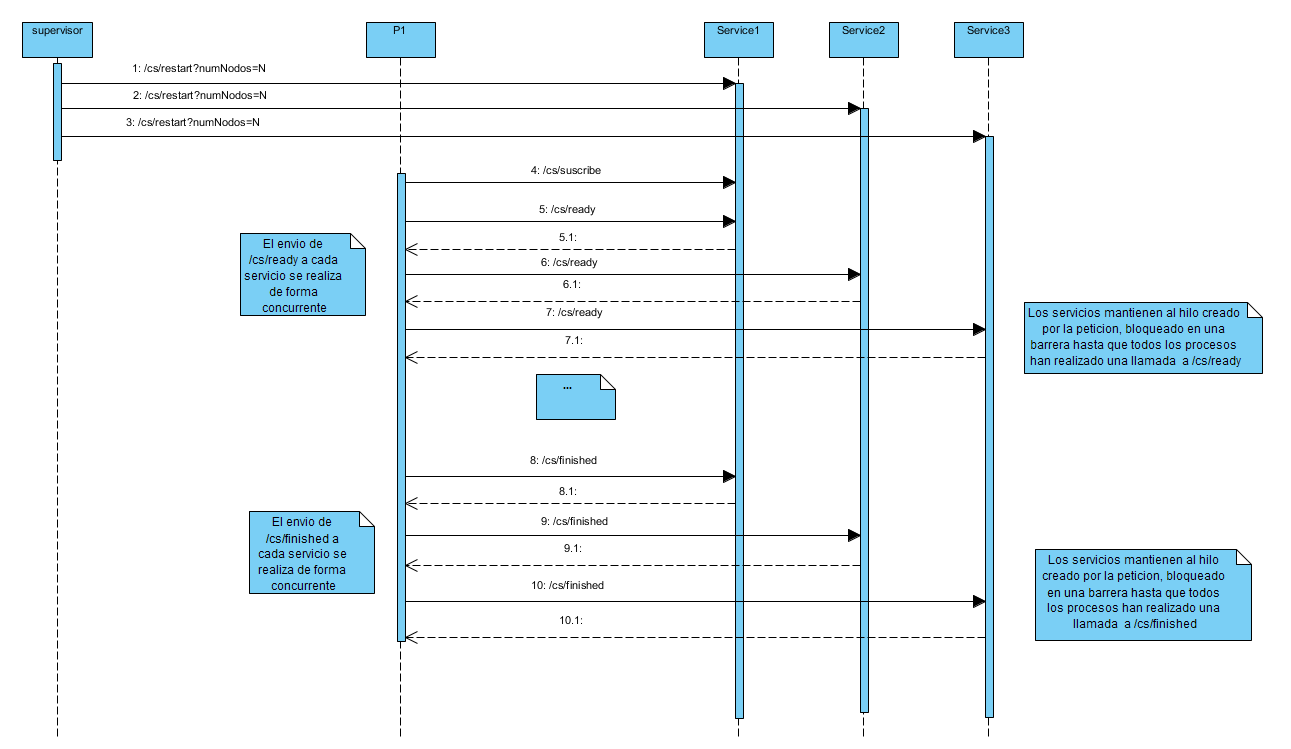 supervisor
P1
Service1
Service2
Service3
1: /cs/restart?numNodos=N
2: /cs/restart?numNodos=N
3: /cs/restart?numNodos=N
4: /cs/suscribe
5: /cs/ready
5.1:
El envio de
/cs/ready a cada
servicio se realiza
de forma
concurrente
6: /cs/ready
6.1:
7: /cs/ready
7.1:
Los servicios mantienen al hilo creado
por la peticion, bloqueado en una
barrera hasta que todos los procesos
han realizado una llamada a /cs/ready
...
8: /cs/finished
8.1:
El envio de
/cs/finished a
cada servicio se
realiza de forma
concurrente
9: /cs/finished
9.1:
10: /cs/finished
10.1:
Los servicios mantienen al hilo
creado por la peticion, bloqueado
en una barrera hasta que todos
los procesos han realizado una
llamada a /cs/finished